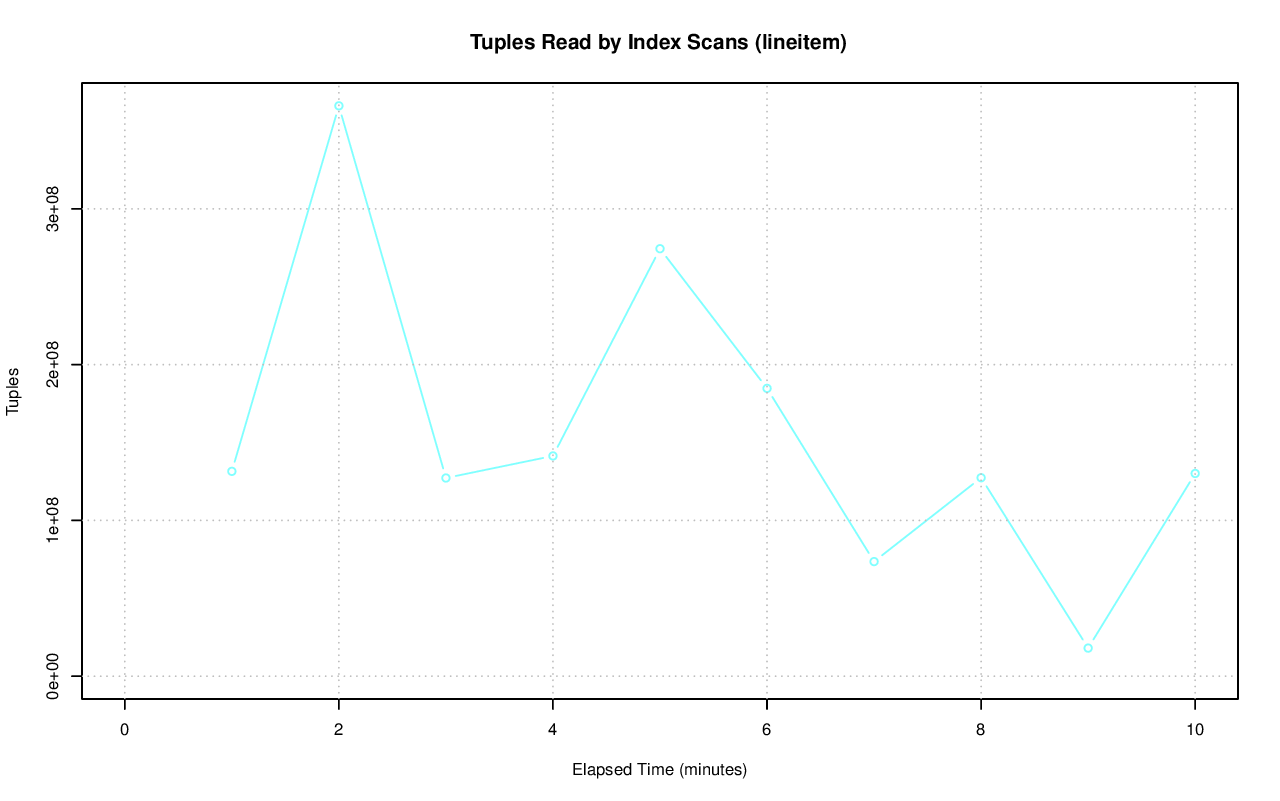 Tuples Read by Index Scans (lineitem)
Tuples
3e+08
2e+08
1e+08
0e+00
0 2 4 6 8 10
Elapsed Time (minutes)